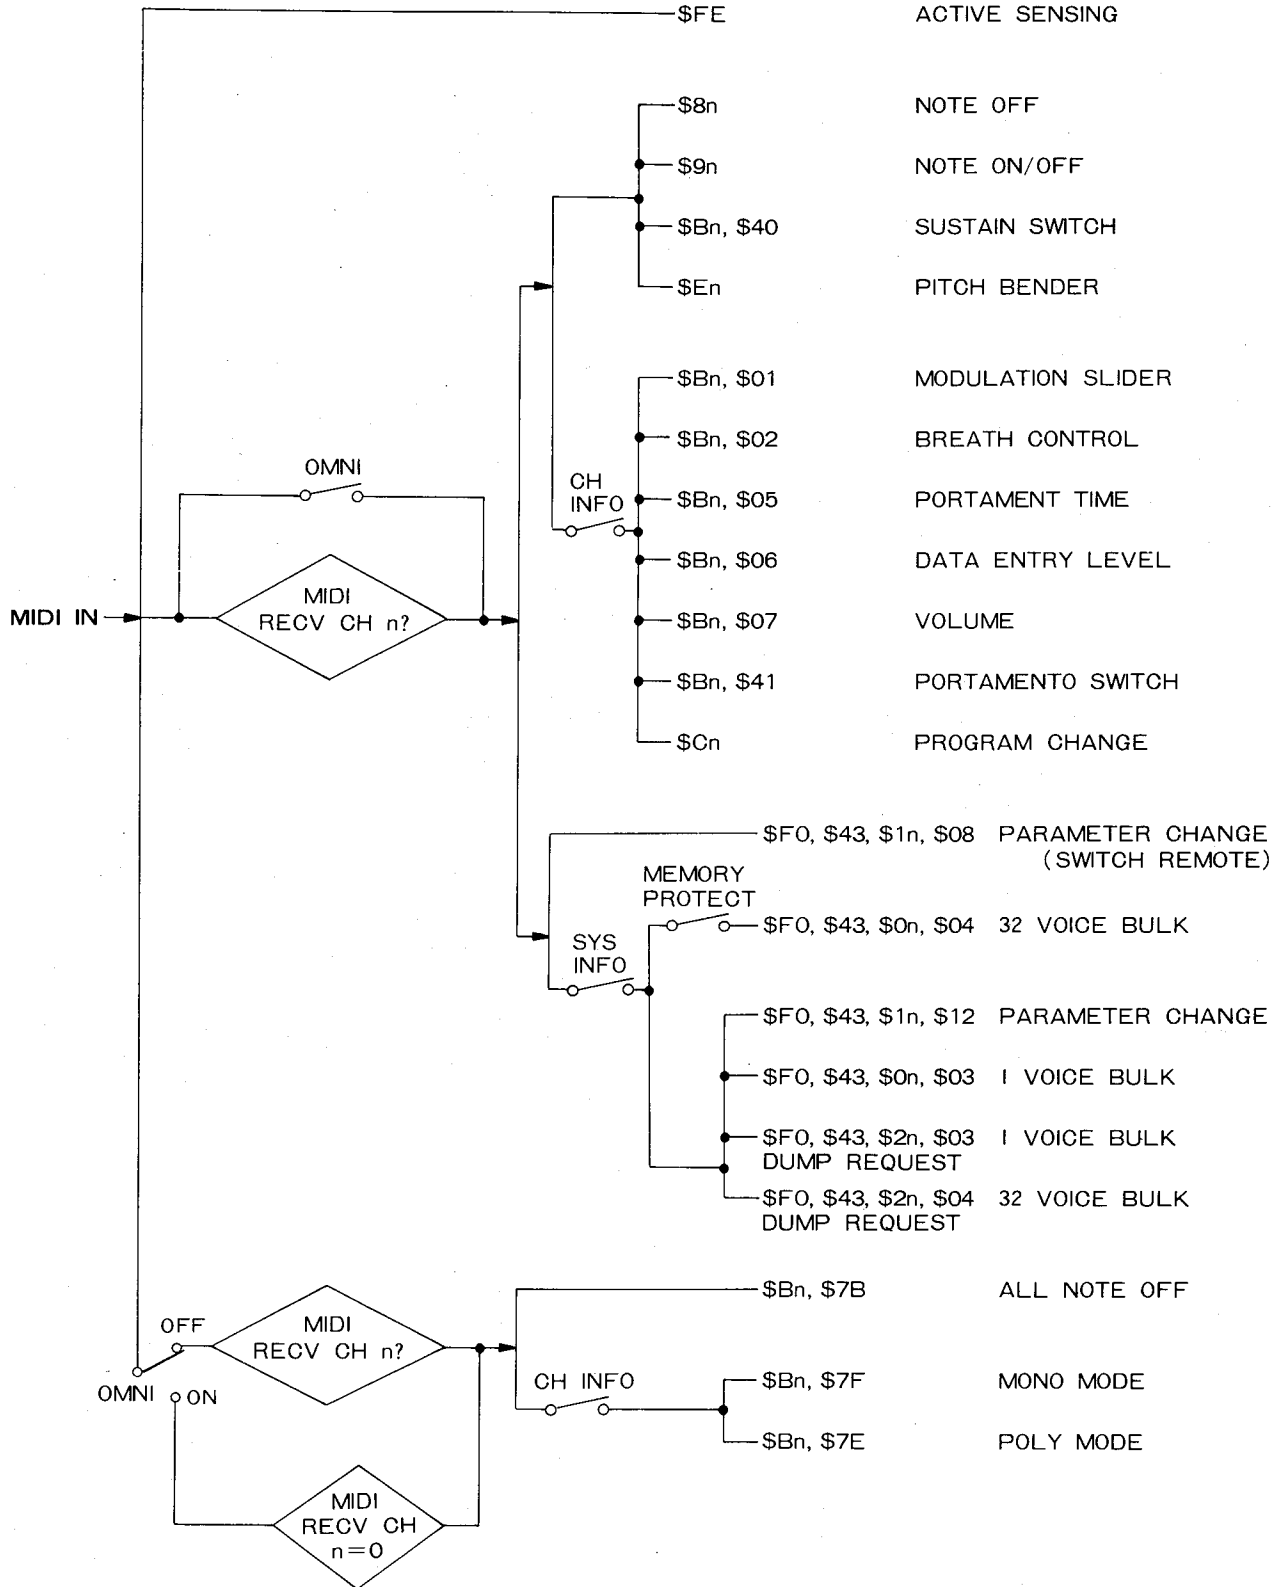 $FE ACTIVE SENSING
$8n NOTE OFF
$9n NOTE ON/OFF
$Bn, $40 SUSTAIN SWITCH
$En PITCH BENDER
$Bn, $01 MODULATION SLIDER
$Bn, $02 BREATH CONTROL
OMNI
CH
INFO
$Bn, $05 PORTAMENT TIME
$Bn, $06 DATA ENTRY LEVEL
MIDI IN
MIDI
RECV CH n?
$Bn, $07 VOLUME
$Bn, $41 PORTAMENTO SWITCH
$Cn PROGRAM CHANGE
$F0, $43, $1n, $08 PARAMETER CHANGE
(SWITCH REMOTE)
MEMORY
PROTECT
$F0, $43, $0n, $04 32 VOICE BULK
SYS
INFO
$F0, $43, $1n, $12 PARAMETER CHANGE
$F0, $43, $0n, $03 1 VOICE BULK
$F0, $43, $2n, $03 1 VOICE BULK
DUMP REQUEST
$F0, $43, $2n, $04 32 VOICE BULK
DUMP REQUEST
$Bn, $7B ALL NOTE OFF
OFF
MIDI
RECV CH n?
OMNI
ON
CH INFO
$Bn, $7F MONO MODE
$Bn, $7E POLY MODE
MIDI
RECV CH
n=0